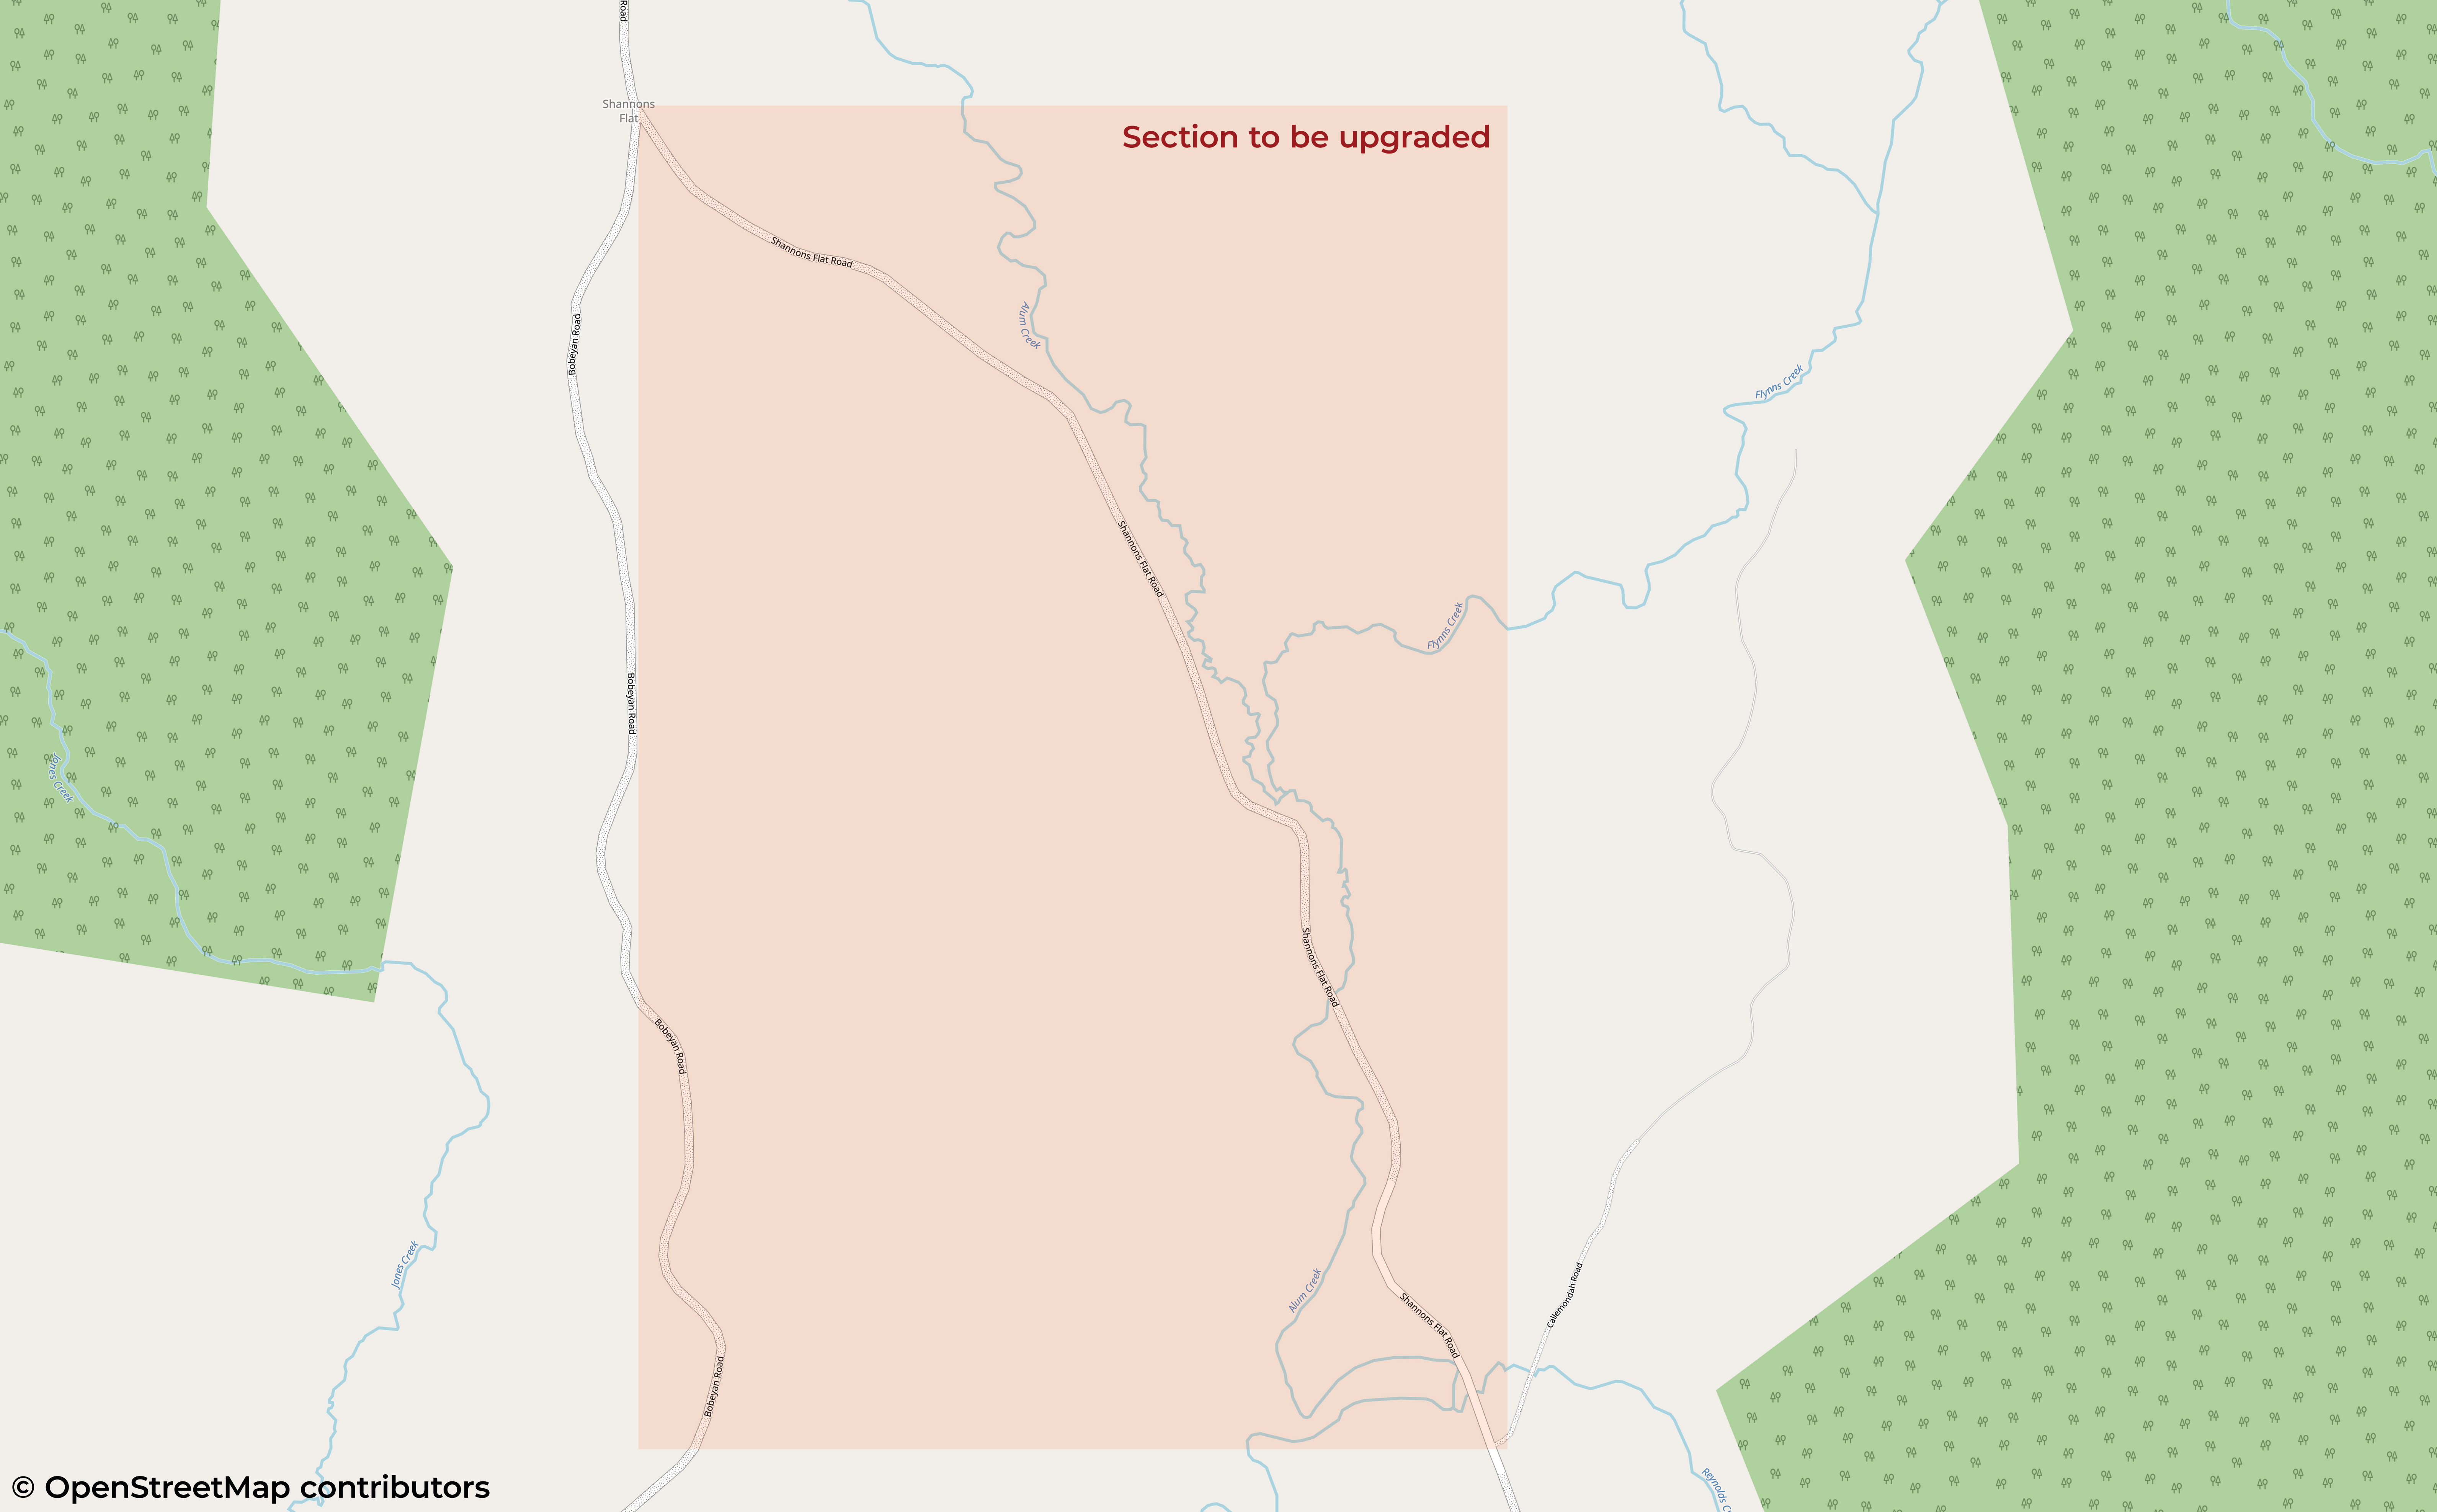 Road
Shannons
Flat
Section to be upgraded
Shannons Flat Road
Alum Creek
Bobeyan Road
Flynns Creek
Shannons Flat Road
Flynns Creek
Bobeyan Road
Jones Creek
Shannons Flat Road
Bobeyan Road
Jones Creek
Alum Creek
Callemondah Road
Shannons Flat Road
Bobeyan Road
Reynolds C
© OpenStreetMap contributors